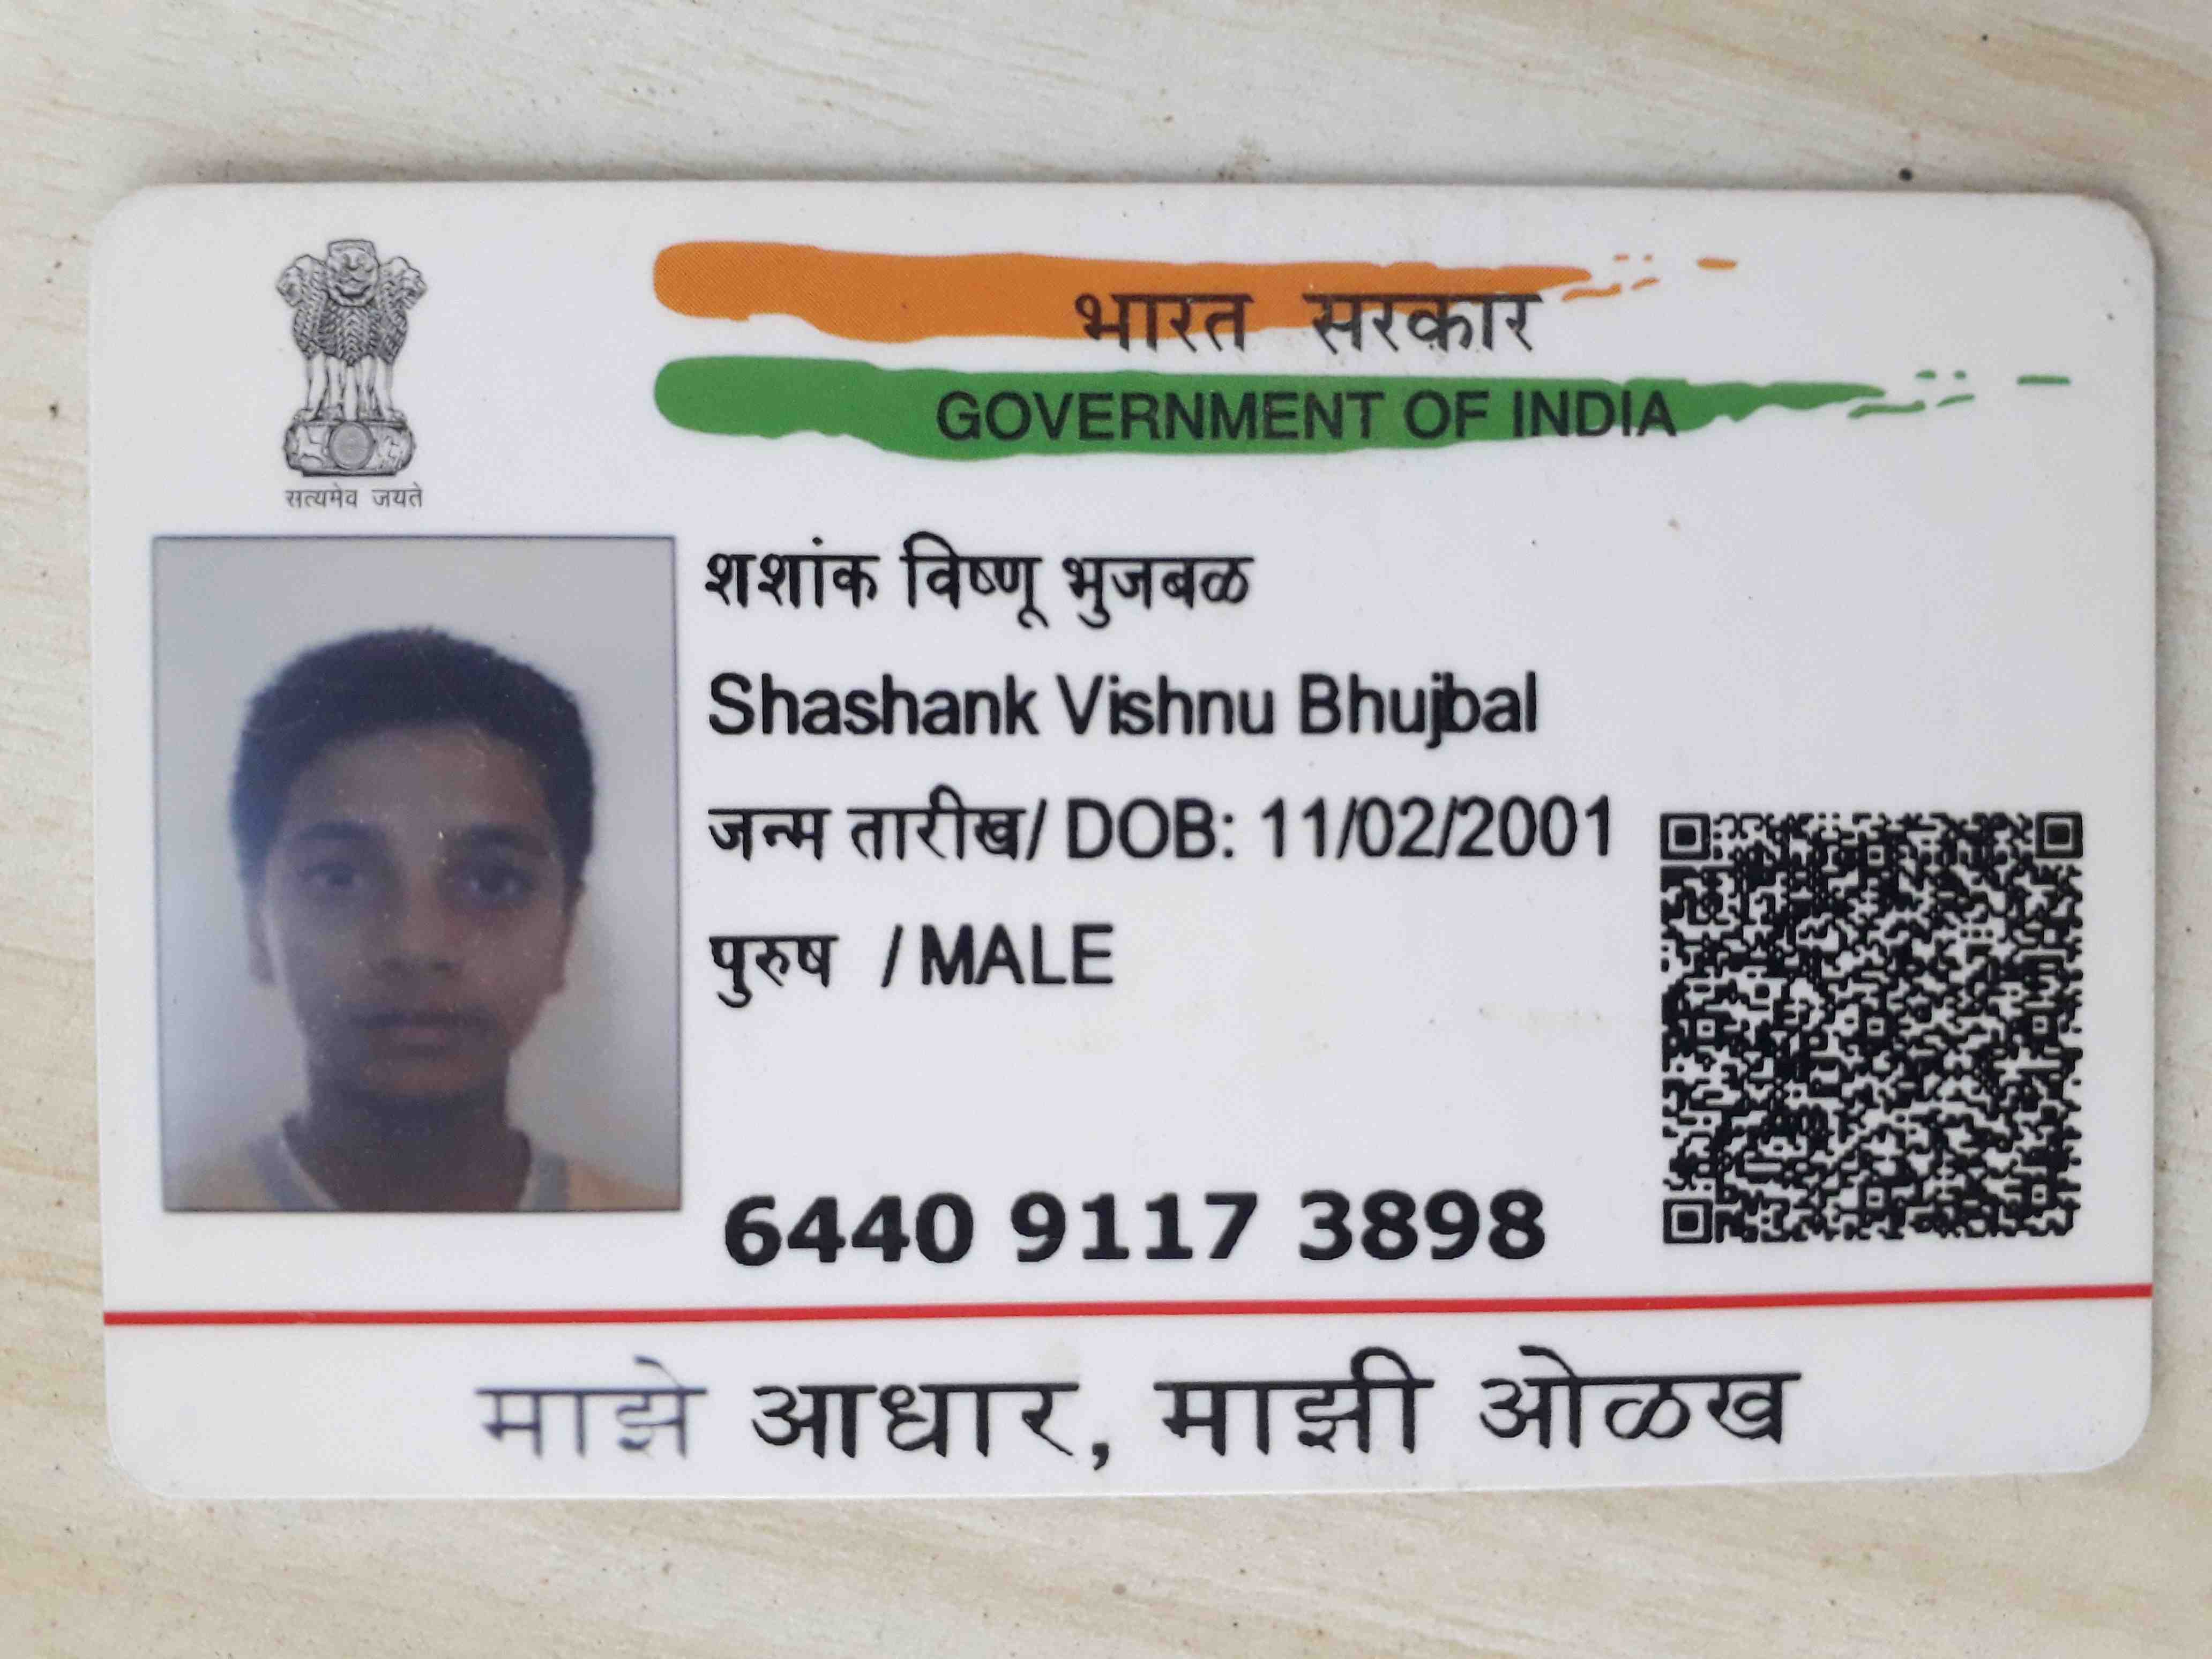 भारत सरकार
GOVERNMENT OF INDIA
सत्यमेव जयते
शशांक विष्णू भुजबळ
Shashank Vishnu Bhujbal
जन्म तारीख/ DOB: 11/02/2001
पुरुष / MALE
6440 9117 3898
माझे आधार, माझी ओळख